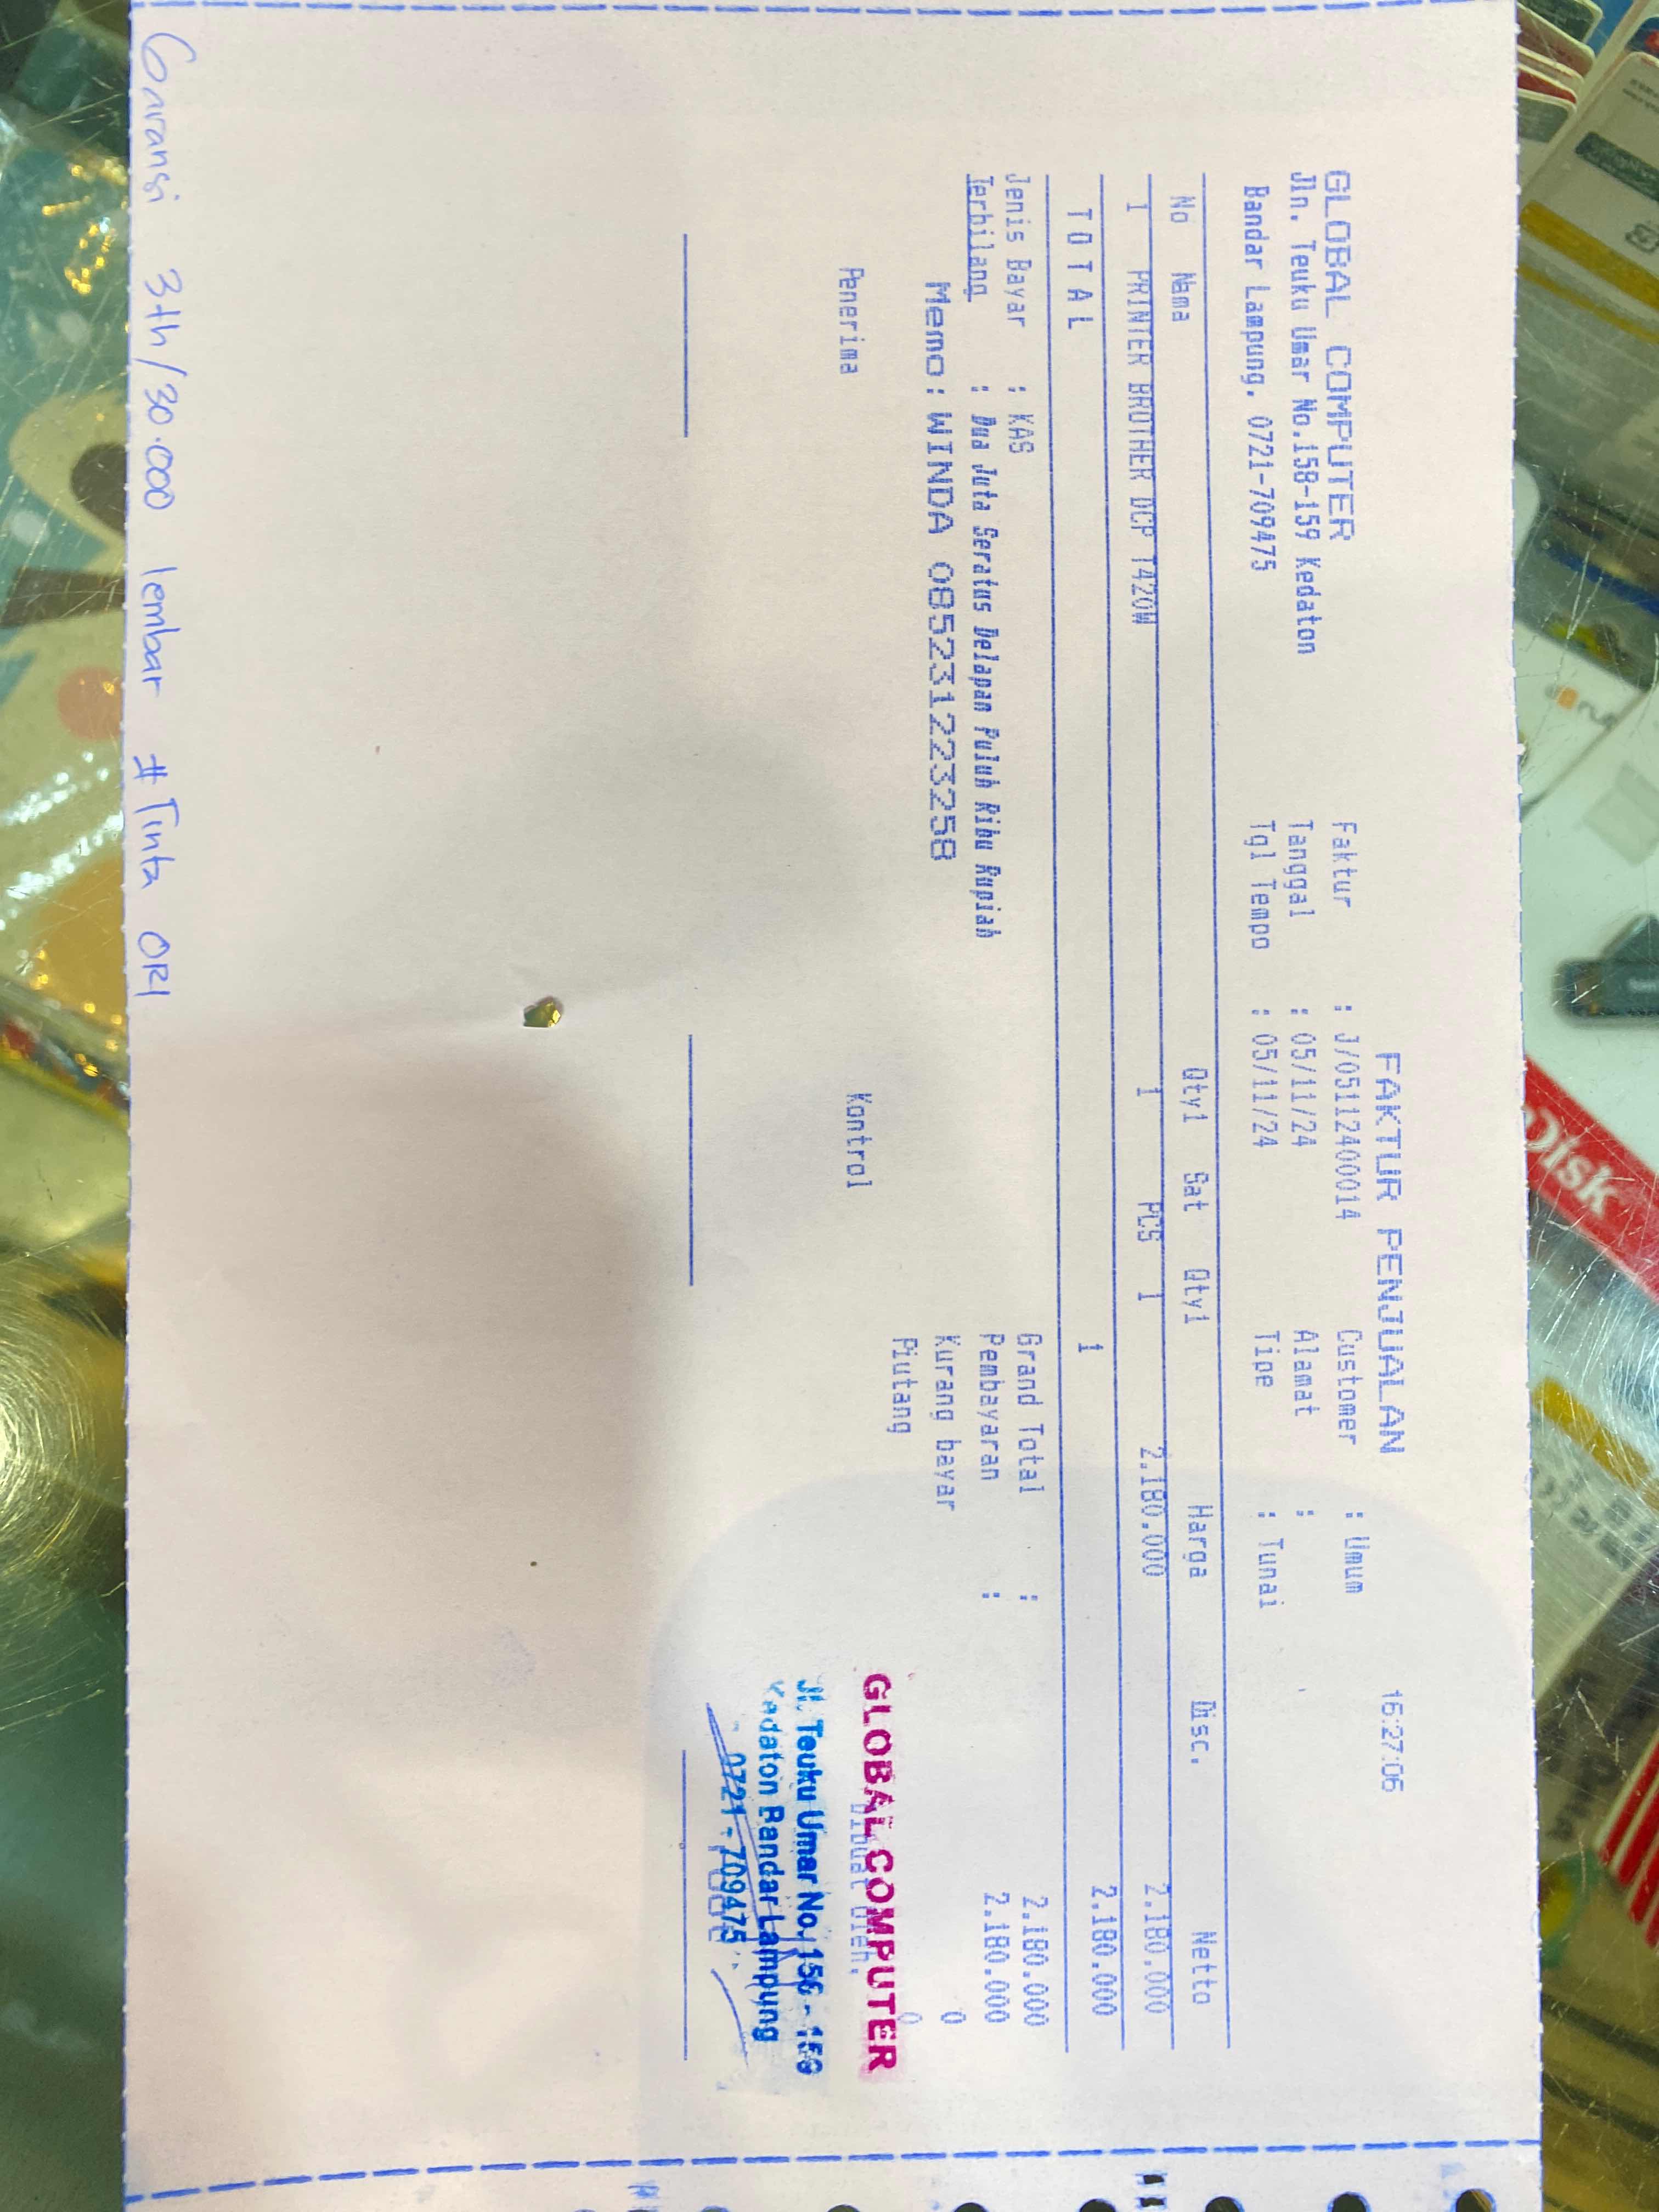 FAKTUR PENJUALAN 16:27:06
GLOBAL COMPUTER
Jln. Teuku Umar No.158-159 Kedaton
Bandar Lampung. 0721-709475
Faktur : J/05112400014
Tanggal : 05/11/24
Tgl Tempo : 05/11/24
Customer : Umum
Alamat :
Tipe : Tunai
No Nama Qty1 Sat Qty1 Harga Disc. Netto
1 PRINTER BROTHER DCP T420W 1 PCS 1 2.180.000 2.180.000
T O T A L 1 2.180.000
Jenis Bayar : KAS
Terbilang : Dua Juta Seratus Delapan Puluh Ribu Rupiah
Memo: WINDA 085231223258
Grand Total : 2.180.000
Pembayaran : 2.180.000
Kurang bayar 0
Piutang 0
Penerima Kontrol Dibuat Oleh,
GLOBAL COMPUTER
Jl. Teuku Umar No. 156 - 159
Kedaton Bandar Lampung
0721 - 709475
Garansi 3th/30.000 lembar # Tinta ORI
Disk